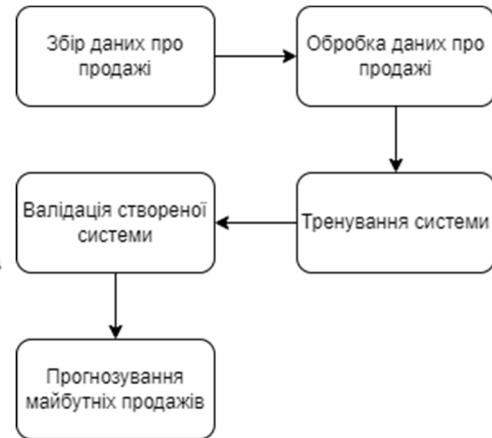 Збір даних про
продажі
Обробка даних про
продажі
Тренування системи
Валідація створеної
системи
Прогнозування
майбутніх продажів